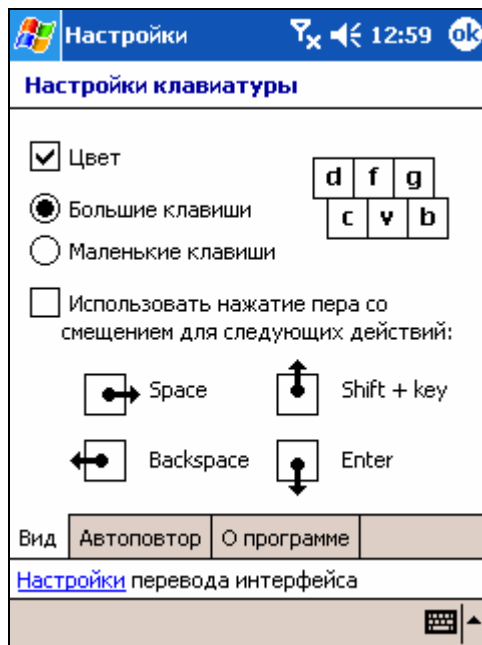 Настройки 12:59 ok
Настройки клавиатуры
Цвет
d f g
Большие клавиши
c v b
Маленькие клавиши
Использовать нажатие пера со
смещением для следующих действий:
Space Shift + key
Backspace Enter
Вид Автоповтор О программе
Настройки перевода интерфейса